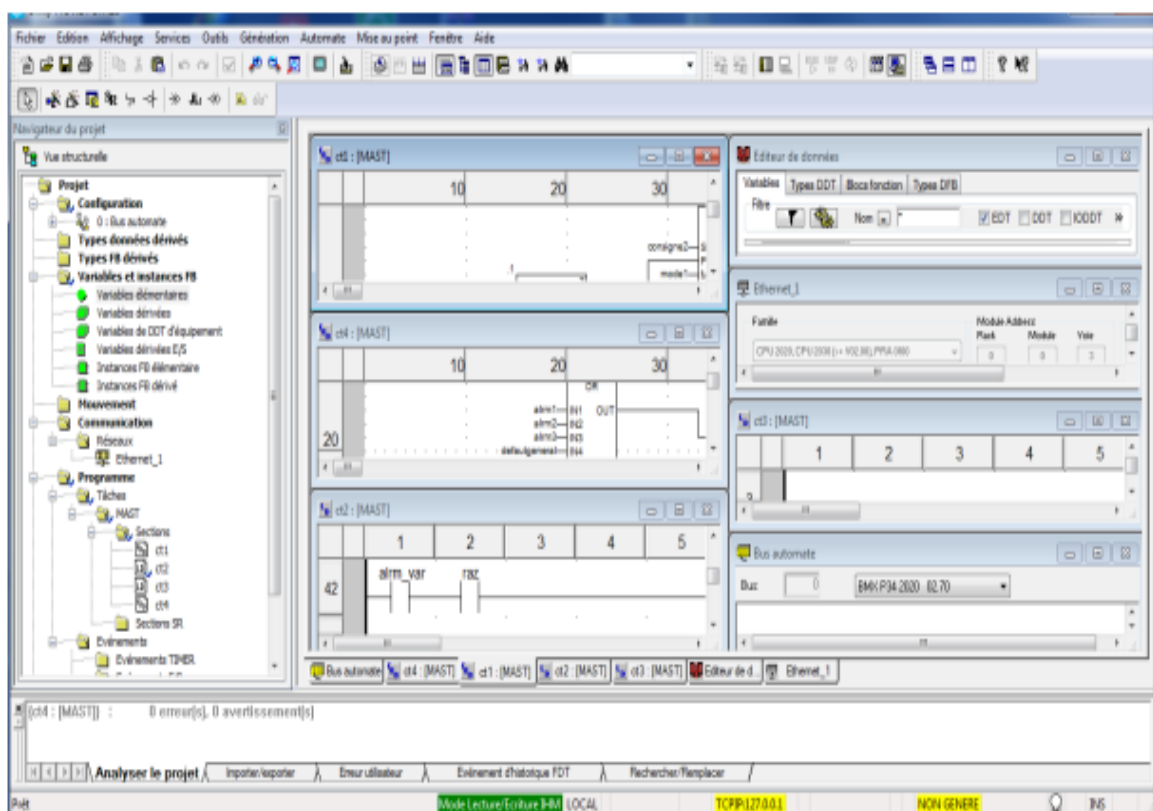 Fichier Edition Affichage Services Outils Génération Automate Mise au point Fenêtre Aide
Navigateur du projet
Vue structurelle
Projet
Configuration
0 : Bus automate
Types données dérivés
Types FB dérivés
Variables et instances FB
Variables élémentaires
Variables dérivées
Variables de DDT d'équipement
Variables dérivées E/S
Instances FB élémentaire
Instances FB dérivé
Mouvement
Communication
Réseaux
Ethernet_1
Programme
Tâches
MAST
Sections
ct1
ct2
ct3
ct4
Sections SR
Evénements
Evénements TIMER
ct1 : [MAST]
10 20 30
consigne2
mode1
ct4 : [MAST]
10 20 30
OR
alrm1 IN1 OUT
alrm2 IN2
alrm3 IN3
defaultgeneral IN4
20
ct2 : [MAST]
1 2 3 4 5
alrm_var raz
42
Editeur de données
Variables Types DDT Blocs fonction Types DFB
Filtre
Nom * EDT DDT IODDT
Ethernet_1
Famille
Module Address
Rack Module Voie
CPU 2020, CPU 2030 (>= V02.00), PRA 0100
0 0 3
ct3 : [MAST]
1 2 3 4 5
Bus automate
Bus: 0 BMX P34 2020 02.70
Bus automate ct4 : [MAST] ct1 : [MAST] ct2 : [MAST] ct3 : [MAST] Editeur de d... Ethernet_1
{ct4 : [MAST]} : 0 erreur(s), 0 avertissement(s)
Analyser le projet Importer/exporter Erreur utilisateur Evénement d'historique FDT Rechercher/Remplacer
Prêt Mode Lecture/Ecriture IHM LOCAL TCPIP:127.0.0.1 NON GENERE INS